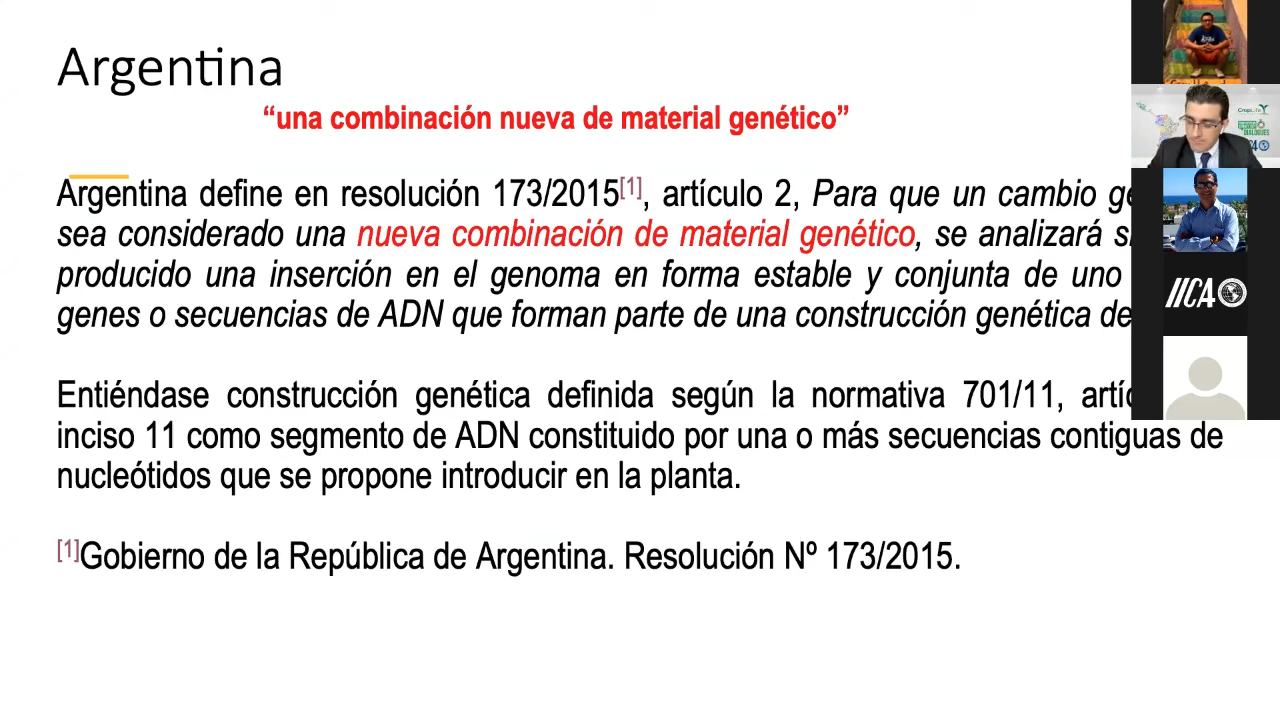 Argentina
“una combinación nueva de material genético”
Argentina define en resolución 173/2015[1], artículo 2, Para que un cambio
sea considerado una nueva combinación de material genético, se analizará
producido una inserción en el genoma en forma estable y conjunta de uno
genes o secuencias de ADN que forman parte de una construcción genética
Entiéndase construcción genética definida según la normativa 701/11,
inciso 11 como segmento de ADN constituido por una o más secuencias contiguas de
nucleótidos que se propone introducir en la planta.
[1]Gobierno de la República de Argentina. Resolución Nº 173/2015.
CropLife
DIALOGUES
IICA